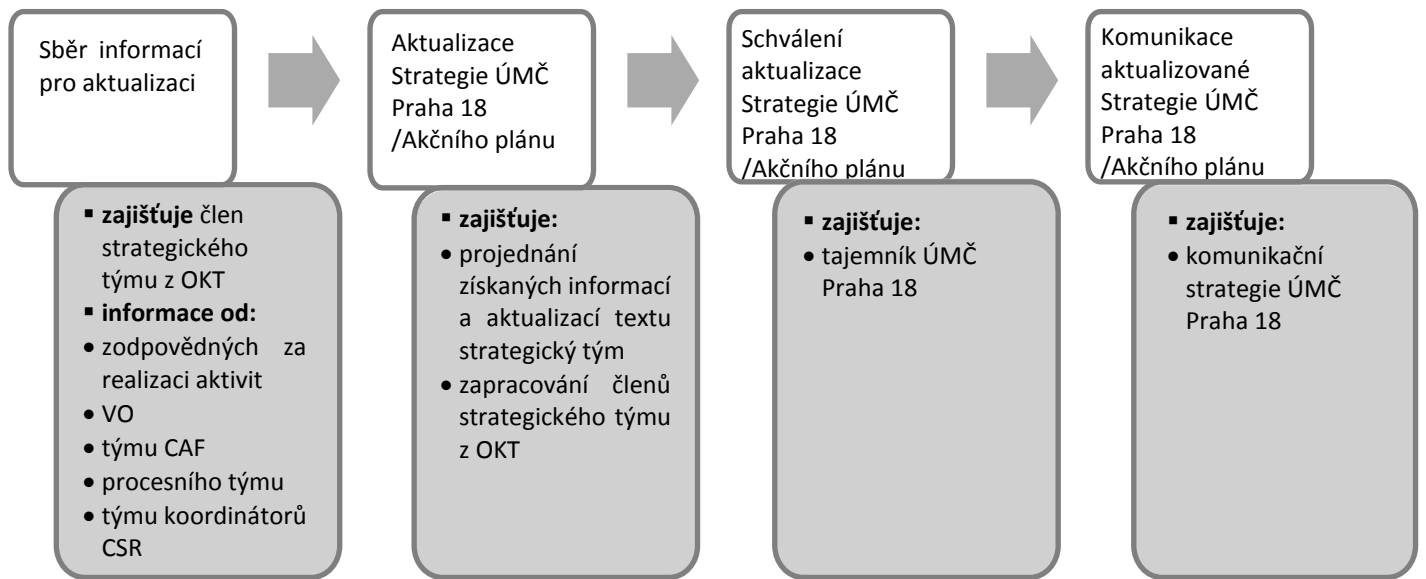 Sběr informací
pro aktualizaci
▪ zajišťuje člen
strategického
týmu z OKT
▪ informace od:
• zodpovědných za
realizaci aktivit
• VO
• týmu CAF
• procesního týmu
• týmu koordinátorů
CSR
Aktualizace
Strategie ÚMČ
Praha 18
/Akčního plánu
▪ zajišťuje:
• projednání
získaných informací
a aktualizací textu
strategický tým
• zapracování členů
strategického týmu
z OKT
Schválení
aktualizace
Strategie ÚMČ
Praha 18
/Akčního plánu
▪ zajišťuje:
• tajemník ÚMČ
Praha 18
Komunikace
aktualizované
Strategie ÚMČ
Praha 18
/Akčního plánu
▪ zajišťuje:
• komunikační
strategie ÚMČ
Praha 18